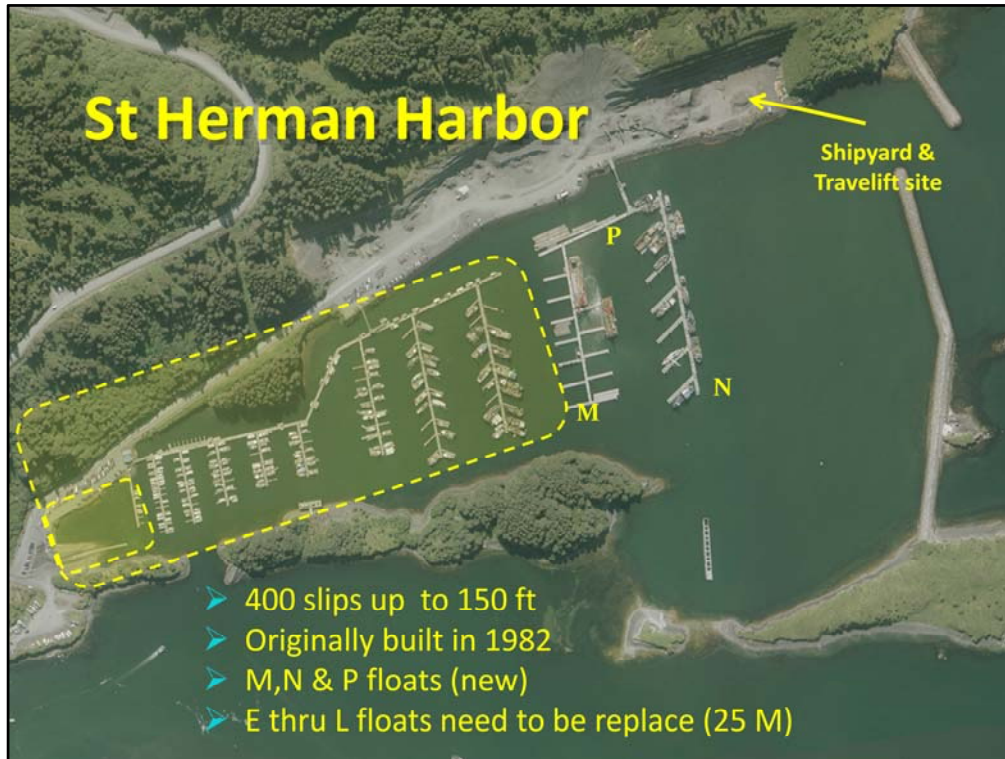 St Herman Harbor
Shipyard &
Travelift site
P
M
N
400 slips up to 150 ft
Originally built in 1982
M,N & P floats (new)
E thru L floats need to be replace (25 M)